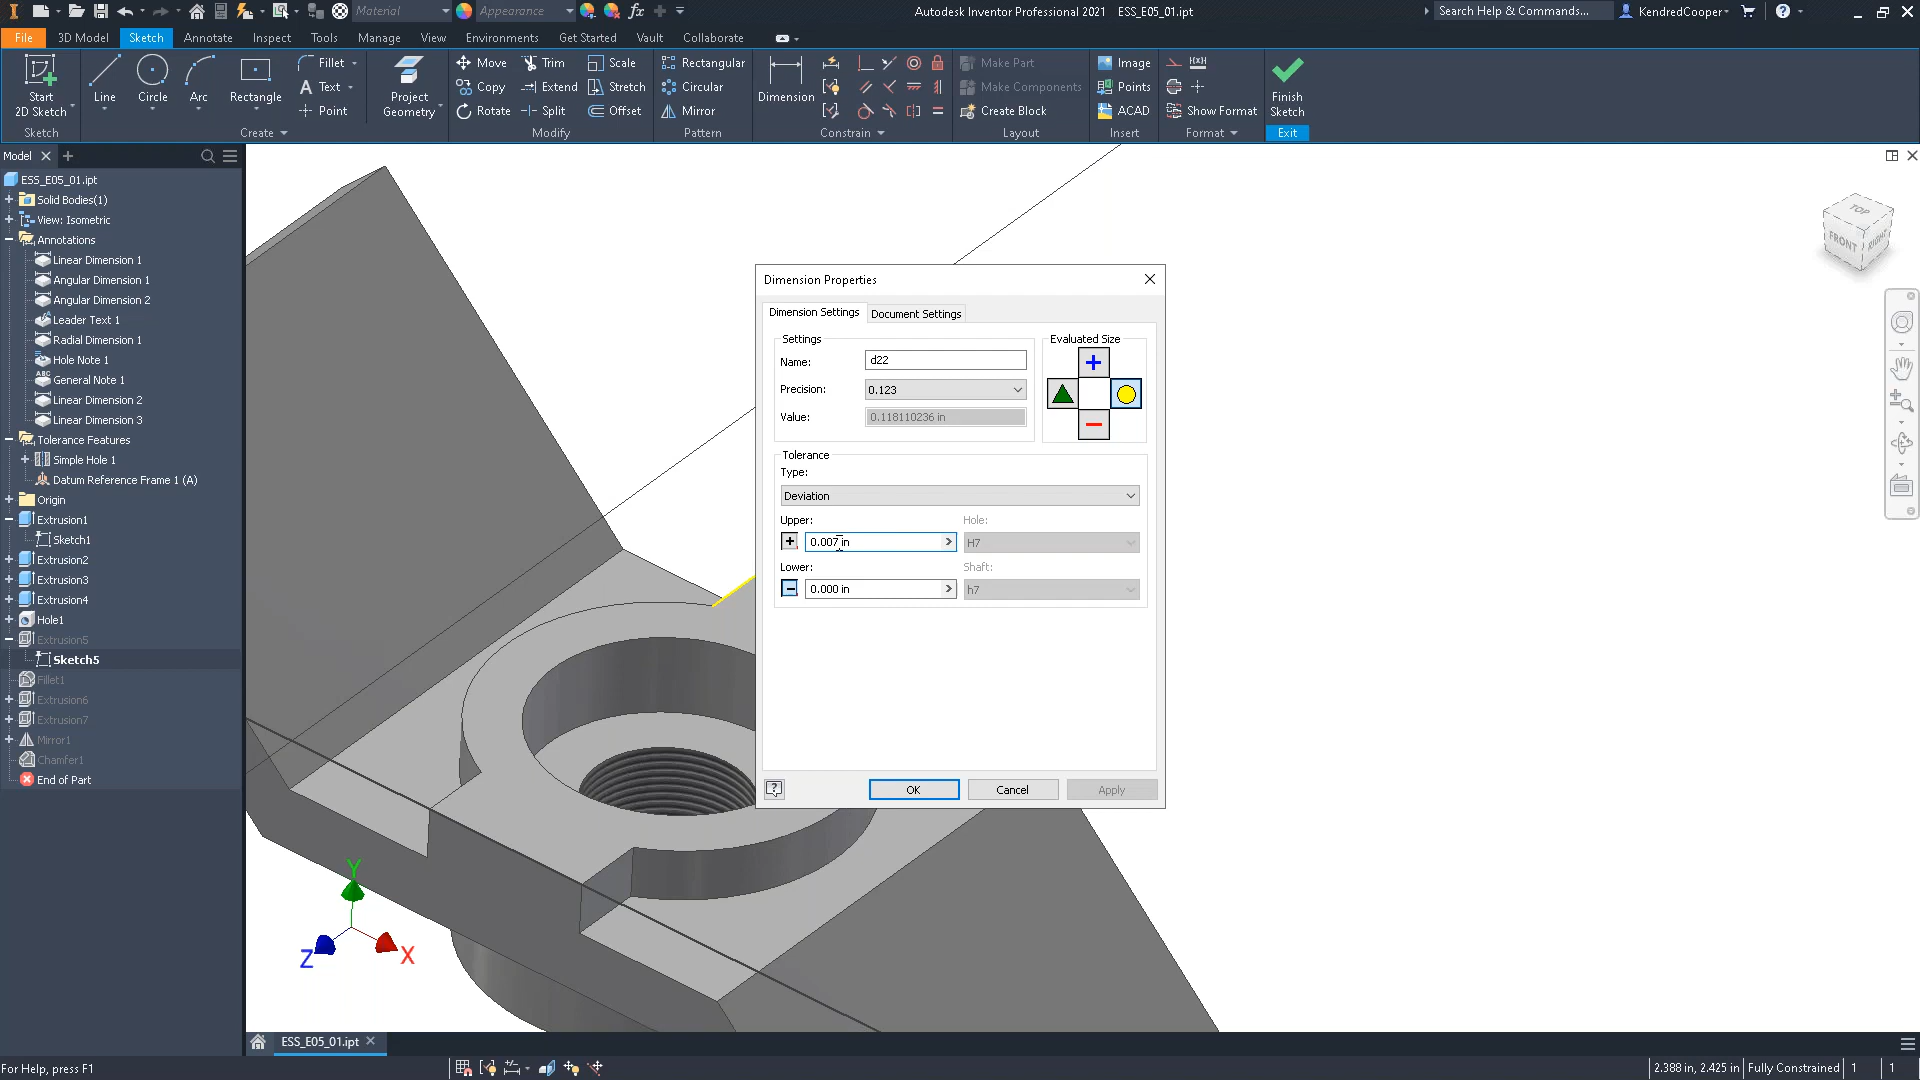 Material
Appearance
fx
Autodesk Inventor Professional 2021 ESS_E05_01.ipt
Search Help & Commands...
KendredCooper
File 3D Model Sketch Annotate Inspect Tools Manage View Environments Get Started Vault Collaborate
Start 2D Sketch
Line
Circle
Arc
Rectangle
Fillet
Text
Point
Project Geometry
Move
Copy
Rotate
Trim
Extend
Split
Scale
Stretch
Offset
Rectangular
Circular
Mirror
Dimension
Make Part
Make Components
Create Block
Image
Points
ACAD
Show Format
Finish Sketch
Sketch Create Modify Pattern Constrain Layout Insert Format Exit
Model
ESS_E05_01.ipt
Solid Bodies(1)
View: Isometric
Annotations
Linear Dimension 1
Angular Dimension 1
Angular Dimension 2
Leader Text 1
Radial Dimension 1
Hole Note 1
General Note 1
Linear Dimension 2
Linear Dimension 3
Tolerance Features
Simple Hole 1
Datum Reference Frame 1 (A)
Origin
Extrusion1
Sketch1
Extrusion2
Extrusion3
Extrusion4
Hole1
Extrusion5
Sketch5
Fillet1
Extrusion6
Extrusion7
Mirror1
Chamfer1
End of Part
Dimension Properties
Dimension Settings Document Settings
Settings
Name: d22
Precision: 0.123
Value: 0.118110236 in
Evaluated Size
Tolerance
Type:
Deviation
Upper: Hole:
0.007 in H7
Lower: Shaft:
0.000 in h7
OK Cancel Apply
TOP
FRONT
RIGHT
Y
Z
X
ESS_E05_01.ipt
For Help, press F1
2.388 in, 2.425 in Fully Constrained 1 1